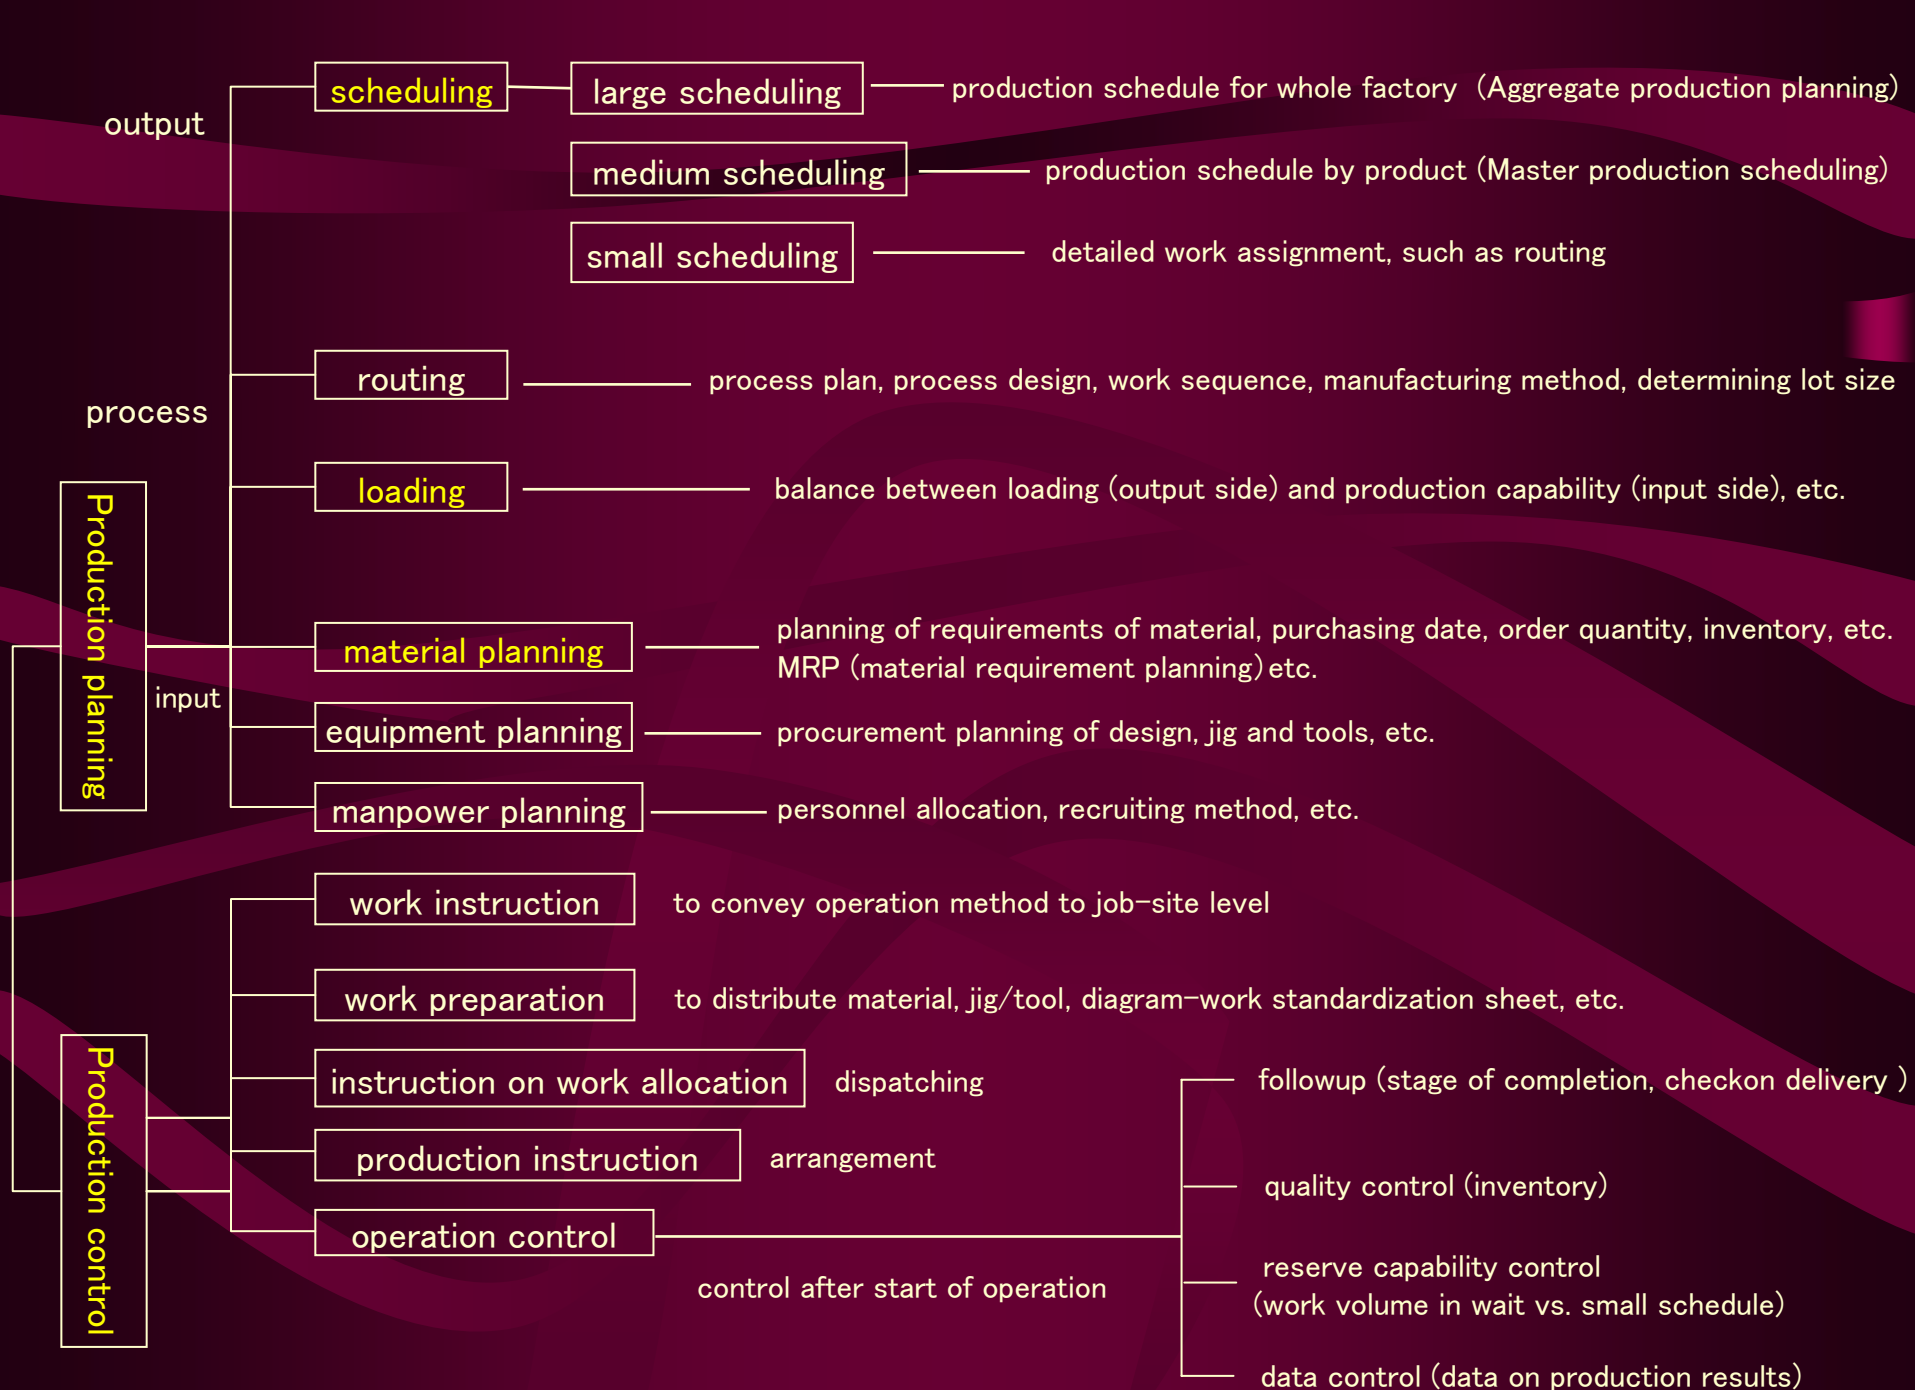 output
scheduling
large scheduling
production schedule for whole factory (Aggregate production planning)
medium scheduling
production schedule by product (Master production scheduling)
small scheduling
detailed work assignment, such as routing
process
routing
process plan, process design, work sequence, manufacturing method, determining lot size
loading
balance between loading (output side) and production capability (input side), etc.
Production planning
input
material planning
planning of requirements of material, purchasing date, order quantity, inventory, etc.
MRP (material requirement planning) etc.
equipment planning
procurement planning of design, jig and tools, etc.
manpower planning
personnel allocation, recruiting method, etc.
Production control
work instruction
to convey operation method to job-site level
work preparation
to distribute material, jig/tool, diagram-work standardization sheet, etc.
instruction on work allocation
dispatching
production instruction
arrangement
operation control
control after start of operation
followup (stage of completion, checkon delivery )
quality control (inventory)
reserve capability control
(work volume in wait vs. small schedule)
data control (data on production results)